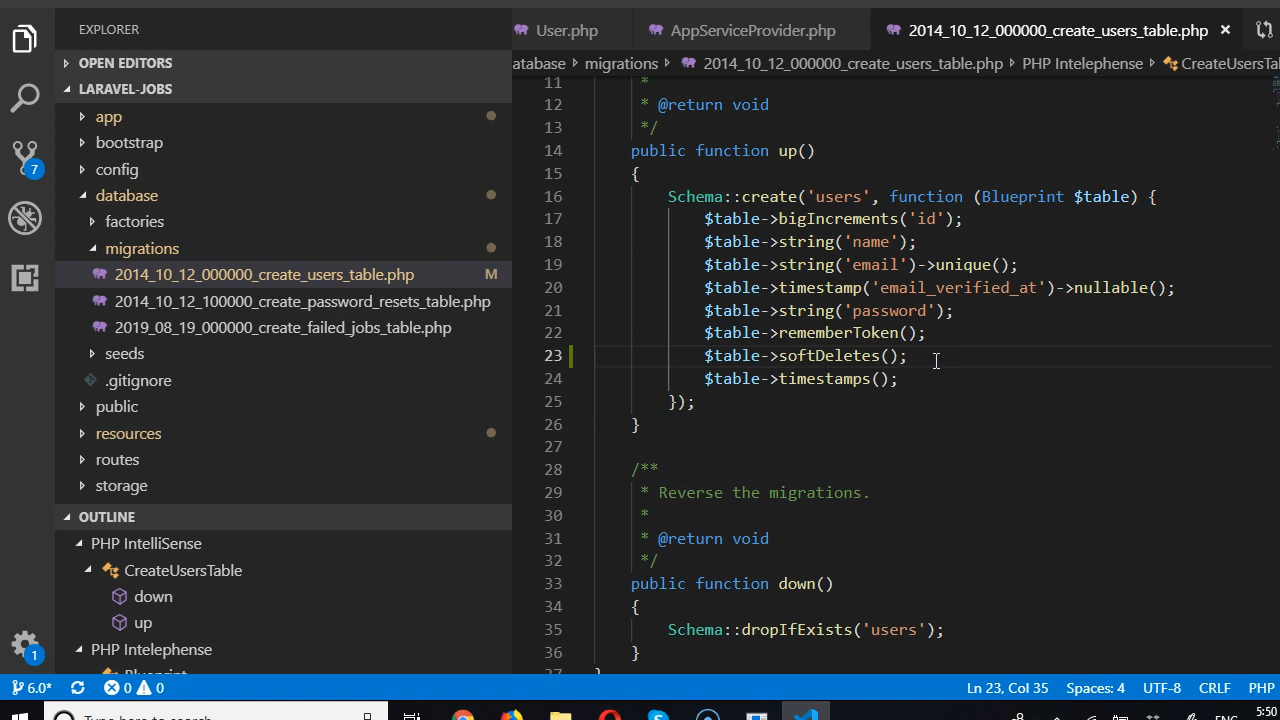 EXPLORER
OPEN EDITORS
LARAVEL-JOBS
app
bootstrap
config
database
factories
migrations
2014_10_12_000000_create_users_table.php M
2014_10_12_100000_create_password_resets_table.php
2019_08_19_000000_create_failed_jobs_table.php
seeds
.gitignore
public
resources
routes
storage
OUTLINE
PHP IntelliSense
CreateUsersTable
down
up
PHP Intelephense
Blueprint
7
1
User.php AppServiceProvider.php 2014_10_12_000000_create_users_table.php ×
atabase migrations 2014_10_12_000000_create_users_table.php PHP Intelephense CreateUsersTa
11 *
12 * @return void
13 */
14 public function up()
15 {
16 Schema::create('users', function (Blueprint $table) {
17 $table->bigIncrements('id');
18 $table->string('name');
19 $table->string('email')->unique();
20 $table->timestamp('email_verified_at')->nullable();
21 $table->string('password');
22 $table->rememberToken();
23 $table->softDeletes();
24 $table->timestamps();
25 });
26 }
27
28 /**
29 * Reverse the migrations.
30 *
31 * @return void
32 */
33 public function down()
34 {
35 Schema::dropIfExists('users');
36 }
37 }
6.0* 0 0 Ln 23, Col 35 Spaces: 4 UTF-8 CRLF PHP
Type here to search ENG 5:50